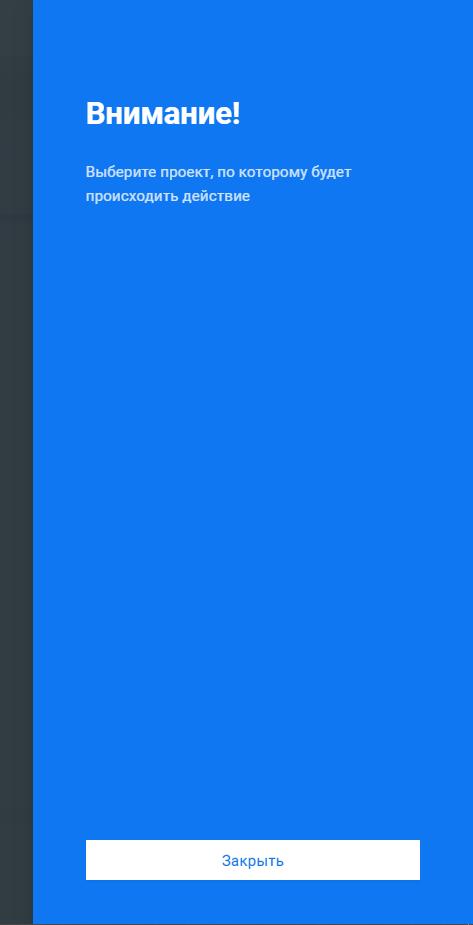 Внимание!
Выберите проект, по которому будет
происходить действие
Закрыть